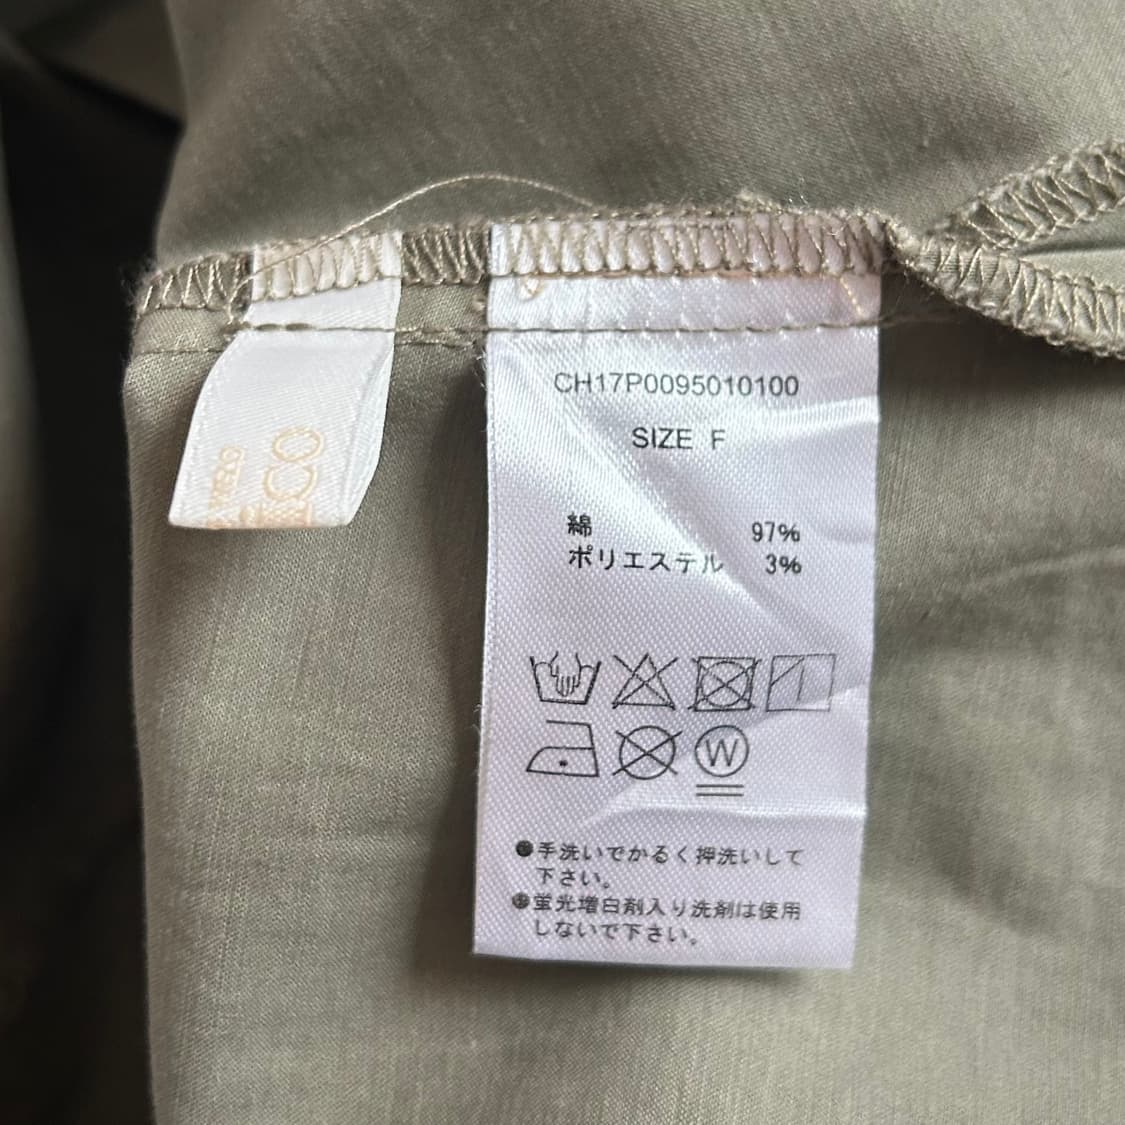 CH17P0095010100
SIZE F
綿 97%
ポリエステル 3%
W
●手洗いでかるく押洗いして
下さい。
●蛍光増白剤入り洗剤は使用
しないで下さい。